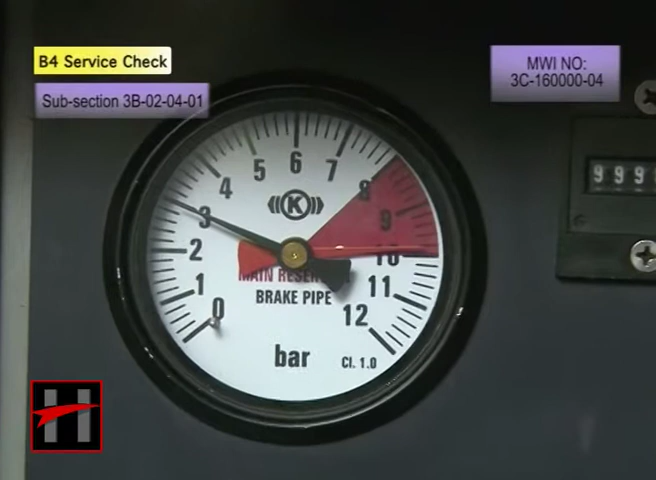 B4 Service Check
Sub-section 3B-02-04-01
MWI NO:
3C-160000-04
0
1
2
3
4
5
6
7
8
9
10
11
12
K
BRAKE PIPE
MAIN
bar
Cl. 1.0
999
H